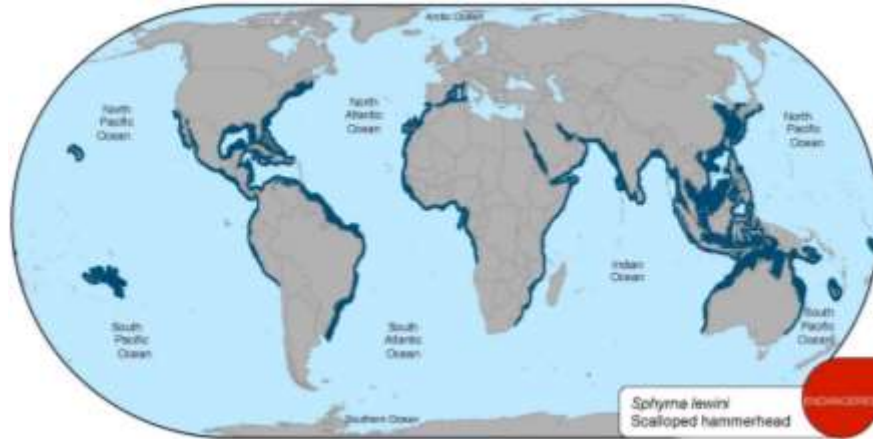 Arctic Ocean
North
Pacific
Ocean
North
Atlantic
Ocean
North
Pacific
Ocean
Indian
Ocean
South
Pacific
Ocean
South
Atlantic
Ocean
South
Pacific
Ocean
Southern Ocean
Sphyrna lewini
Scalloped hammerhead
ENDANGERED